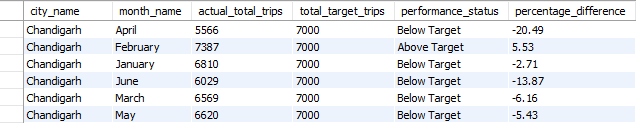 city_name month_name actual_total_trips total_target_trips performance_status percentage_difference
Chandigarh April 5566 7000 Below Target -20.49
Chandigarh February 7387 7000 Above Target 5.53
Chandigarh January 6810 7000 Below Target -2.71
Chandigarh June 6029 7000 Below Target -13.87
Chandigarh March 6569 7000 Below Target -6.16
Chandigarh May 6620 7000 Below Target -5.43